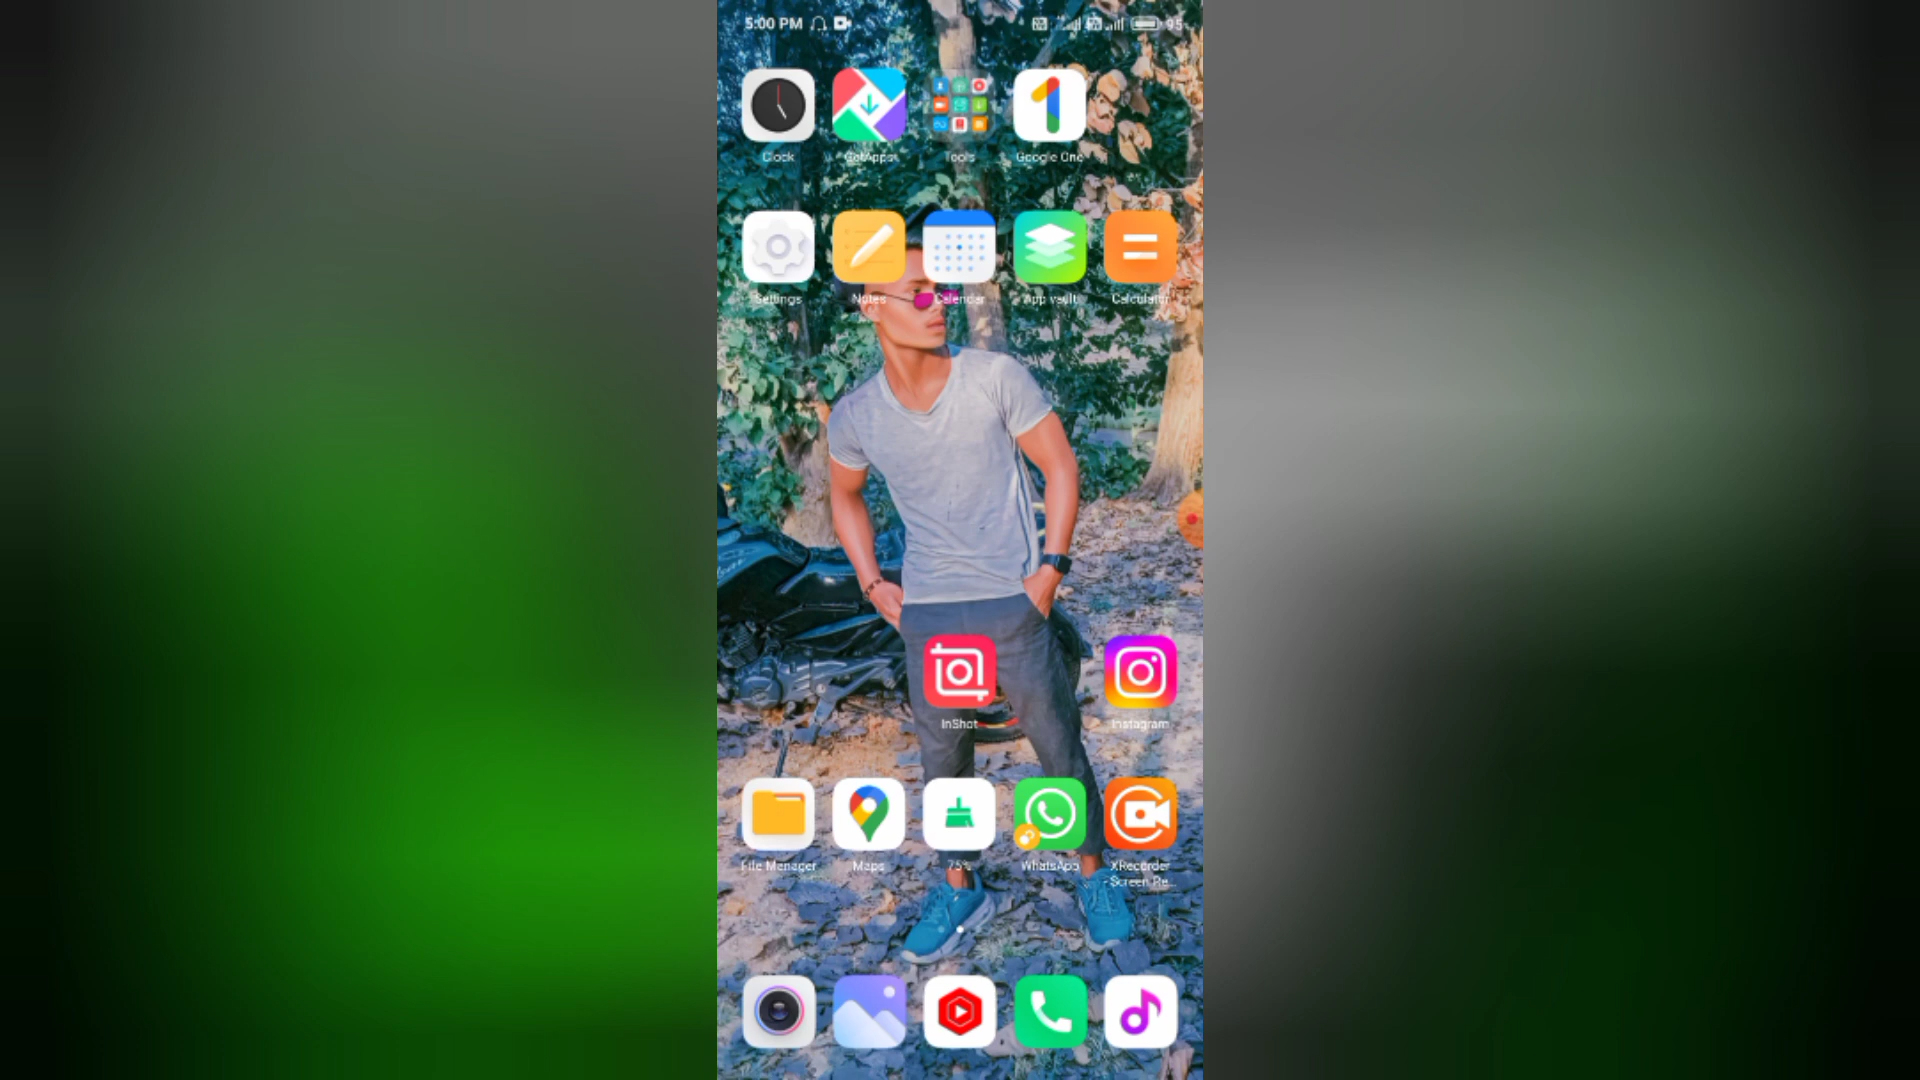 5:00 PM
95
Clock
GetApps
Tools
Google One
Settings
Notes
Calendar
App vault
Calculator
InShot
Instagram
File Manager
Maps
75%
WhatsApp
XRecorder
- Screen Re...